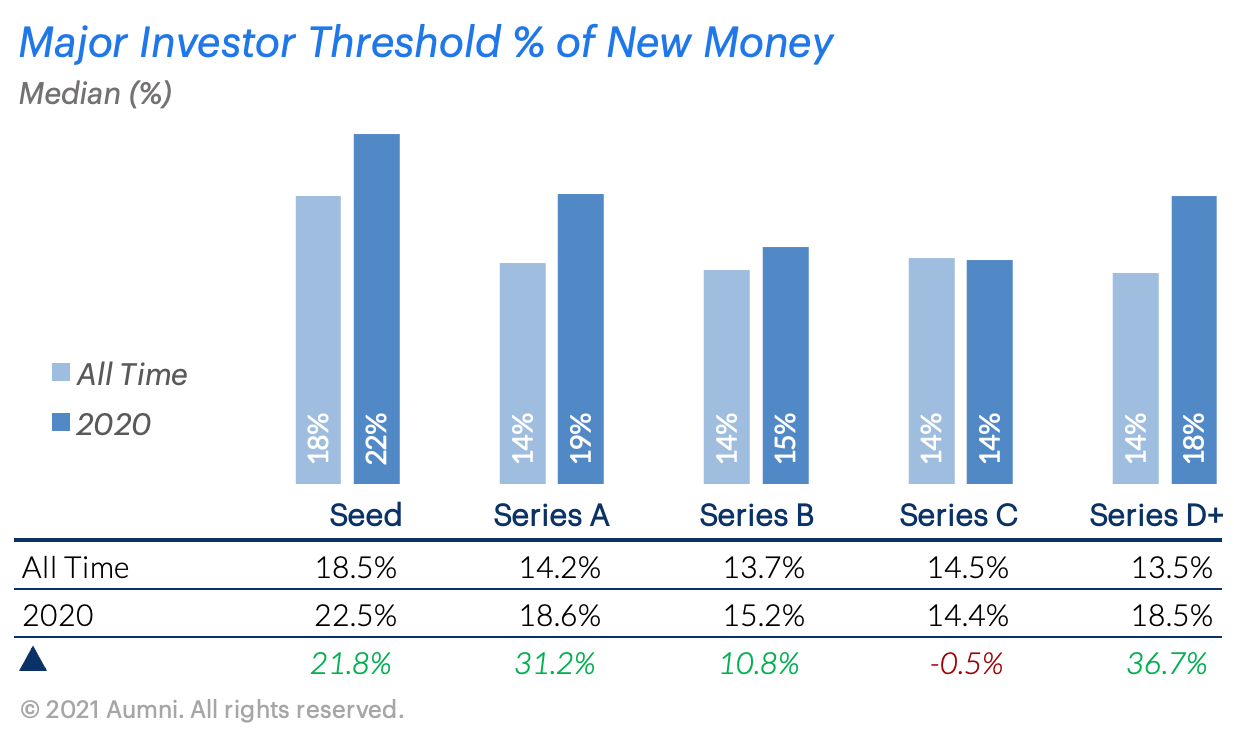 Major Investor Threshold % of New Money
Median (%)
All Time
2020
18% 22% 14% 19% 14% 15% 14% 14% 14% 18%
Seed Series A Series B Series C Series D+
All Time 18.5% 14.2% 13.7% 14.5% 13.5%
2020 22.5% 18.6% 15.2% 14.4% 18.5%
21.8% 31.2% 10.8% -0.5% 36.7%
© 2021 Aumni. All rights reserved.